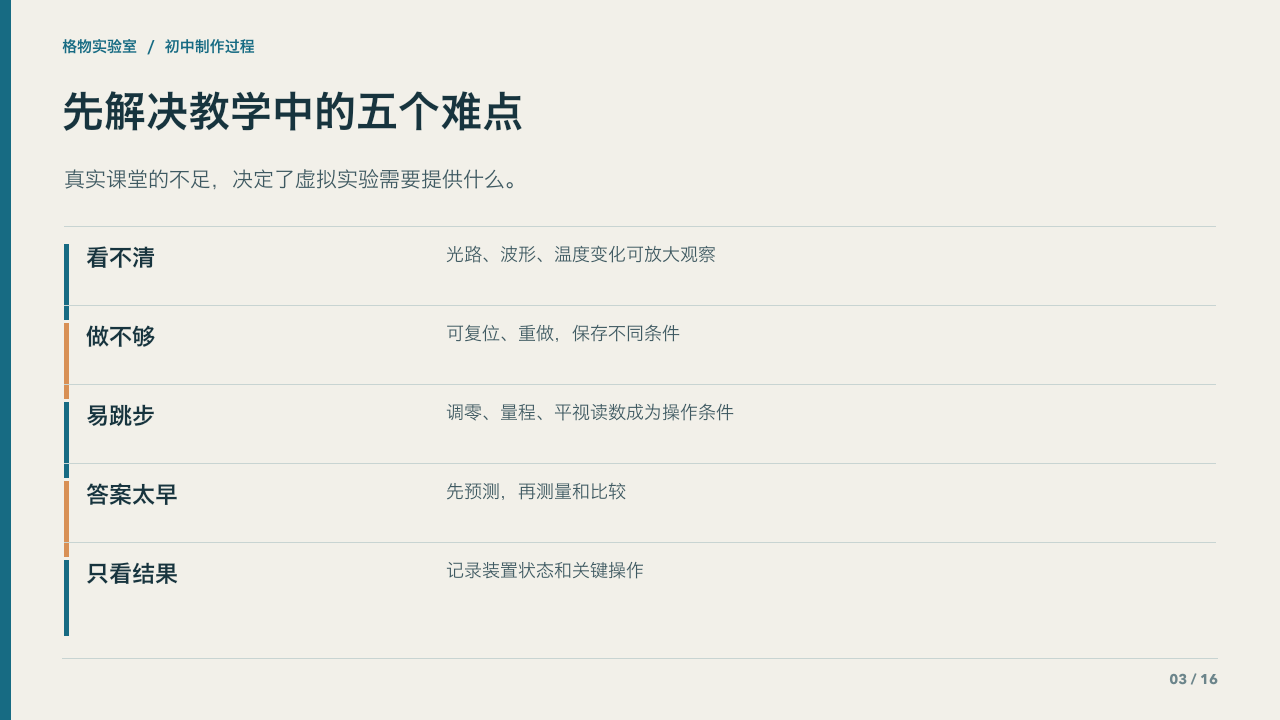 格物实验室 / 初中制作过程
先解决教学中的五个难点
真实课堂的不足，决定了虚拟实验需要提供什么。
看不清
光路、波形、温度变化可放大观察
做不够
可复位、重做，保存不同条件
易跳步
调零、量程、平视读数成为操作条件
答案太早
先预测，再测量和比较
只看结果
记录装置状态和关键操作
03 / 16